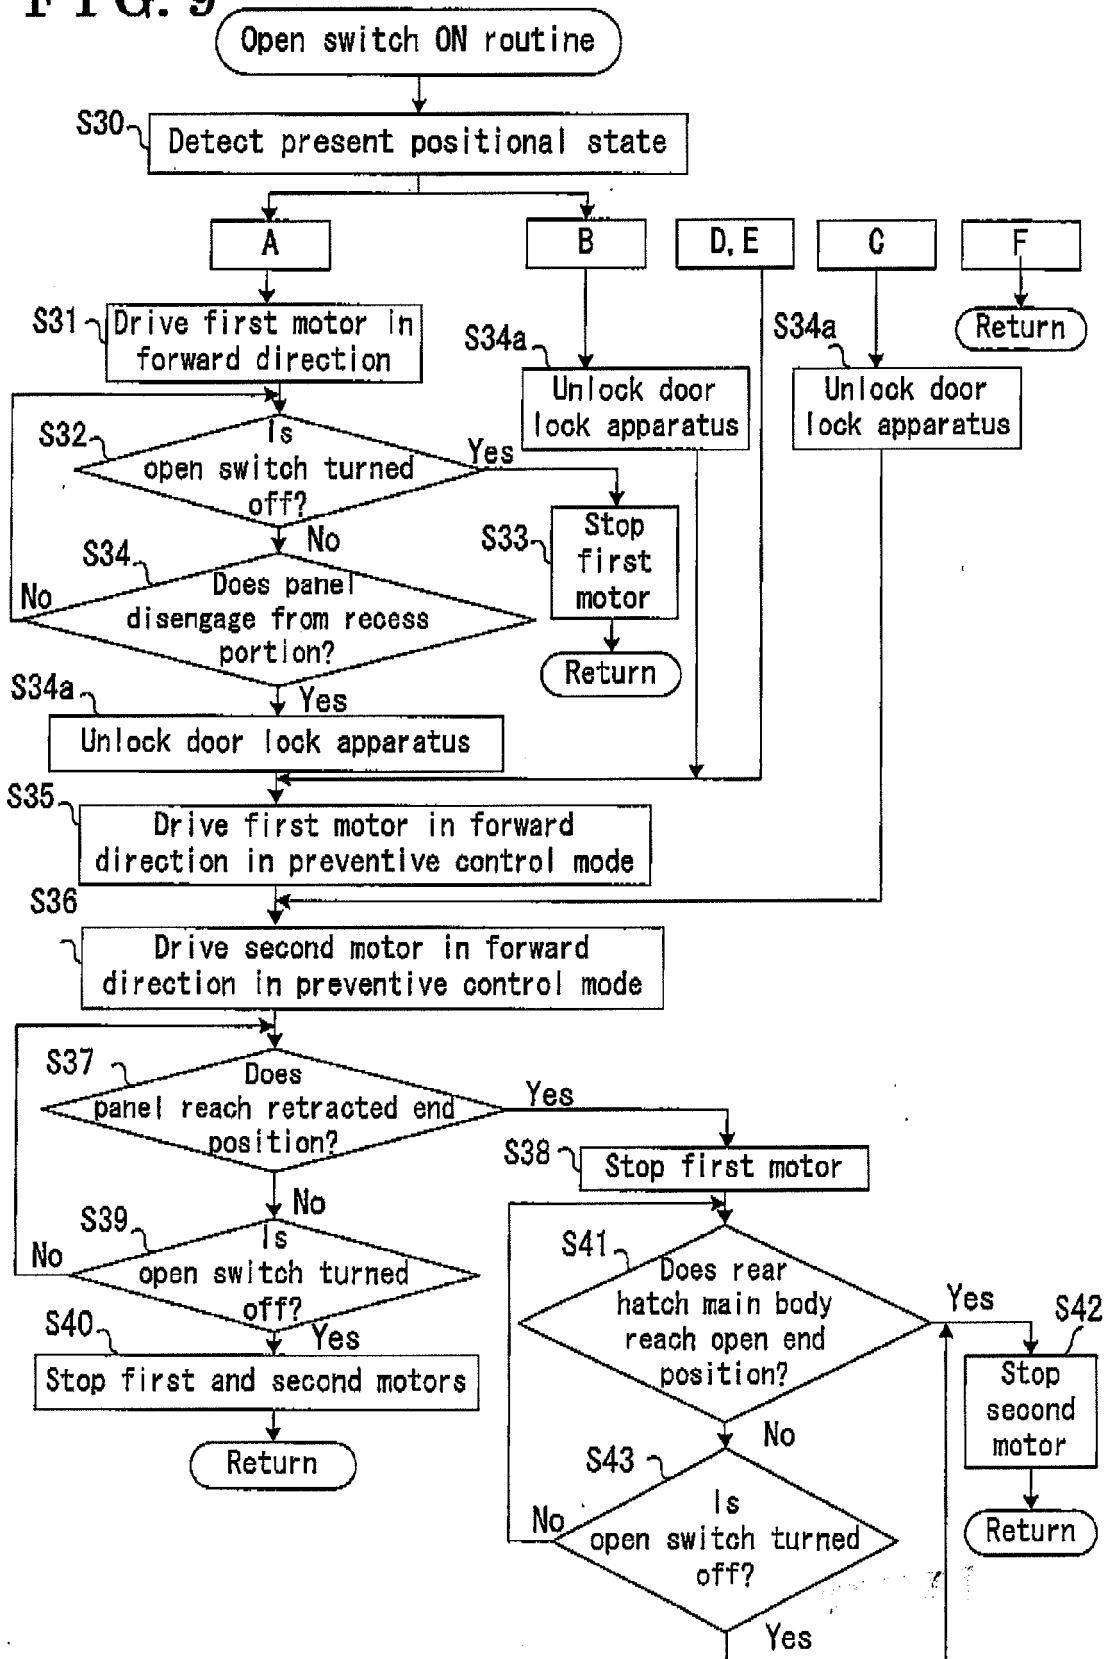 FIG. 9
Open switch ON routine
S30
Detect present positional state
A
B
D, E
C
F
S31
Drive first motor in
forward direction
S34a
Unlock door
lock apparatus
S34a
Unlock door
lock apparatus
Return
S32
Is
open switch turned
off?
Yes
No
S33
Stop
first
motor
Return
S34
Does panel
disengage from recess
portion?
No
Yes
S34a
Unlock door lock apparatus
S35
Drive first motor in forward
direction in preventive control mode
S36
Drive second motor in forward
direction in preventive control mode
S37
Does
panel reach retracted end
position?
Yes
No
S38
Stop first motor
S39
Is
open switch turned
off?
No
Yes
S40
Stop first and second motors
Return
S41
Does rear
hatch main body
reach open end
position?
Yes
No
S42
Stop
second
motor
Return
S43
Is
open switch turned
off?
No
Yes